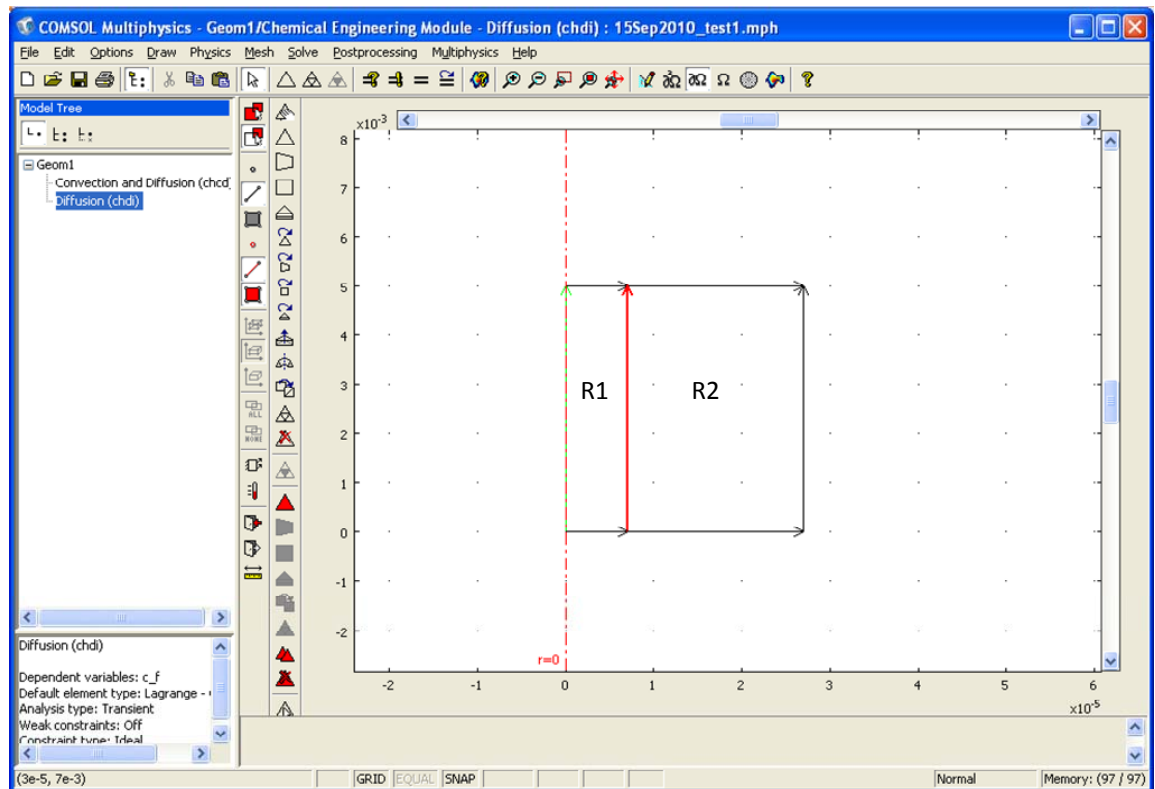 COMSOL Multiphysics - Geom1/Chemical Engineering Module - Diffusion (chdi) : 15Sep2010_test1.mph
File Edit Options Draw Physics Mesh Solve Postprocessing Multiphysics Help
Model Tree
Geom1
Convection and Diffusion (chcd)
Diffusion (chdi)
ALL
NONE
×10-3
8
7
6
5
4
3
2
1
0
-1
-2
R1
R2
r=0
-2 -1 0 1 2 3 4 5 6
×10-5
Diffusion (chdi)
Dependent variables: c_f
Default element type: Lagrange -
Analysis type: Transient
Weak constraints: Off
Constraint type: Ideal
(3e-5, 7e-3)
GRID EQUAL SNAP
Normal
Memory: (97 / 97)